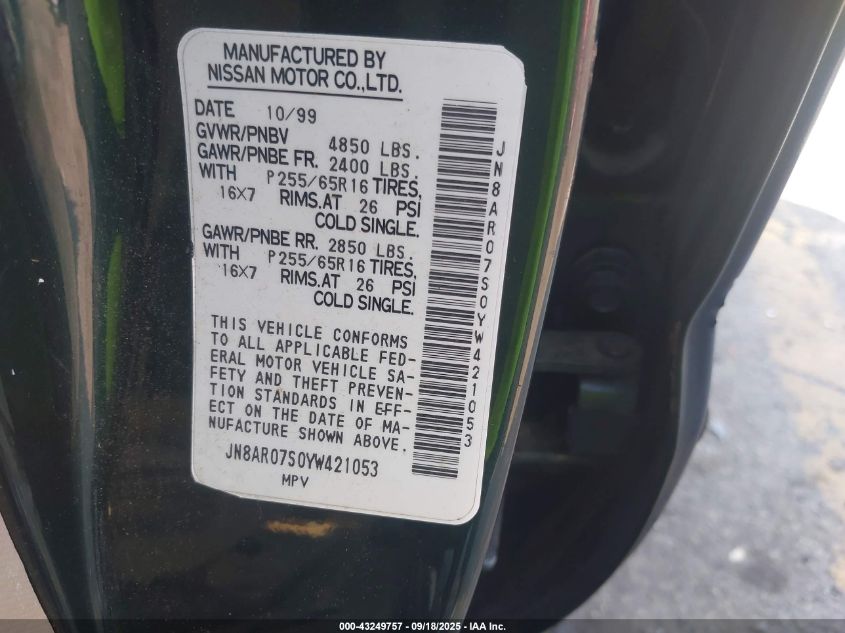 MANUFACTURED BY
NISSAN MOTOR CO.,LTD.
DATE 10/99
GVWR/PNBV 4850 LBS.
GAWR/PNBE FR. 2400 LBS.
WITH P255/65R16 TIRES,
16X7 RIMS.AT 26 PSI
COLD SINGLE.
GAWR/PNBE RR. 2850 LBS.
WITH P255/65R16 TIRES,
16X7 RIMS.AT 26 PSI
COLD SINGLE.
THIS VEHICLE CONFORMS
TO ALL APPLICABLE FED-
ERAL MOTOR VEHICLE SA-
FETY AND THEFT PREVEN-
TION STANDARDS IN EFF-
ECT ON THE DATE OF MA-
NUFACTURE SHOWN ABOVE.
JN8AR07S0YW421053
MPV
JN8AR07S0YW421053
000-43249757 - 09/18/2025 - IAA Inc.